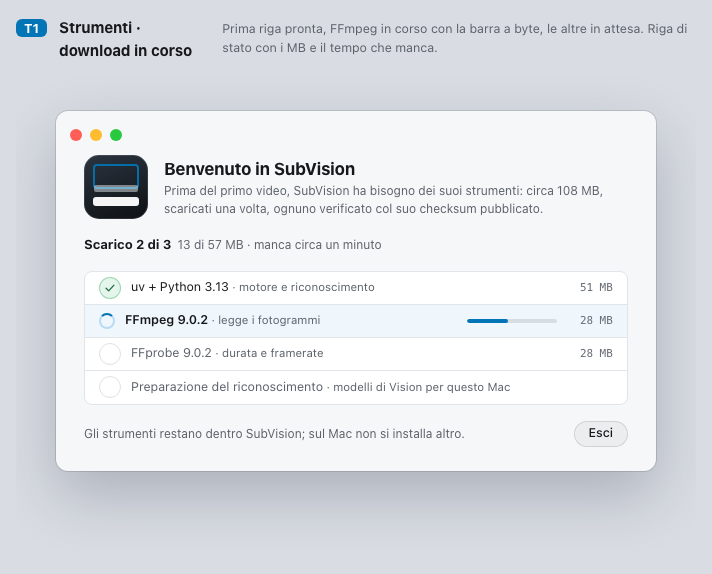 T1
Strumenti ·
download in corso
Prima riga pronta, FFmpeg in corso con la barra a byte, le altre in attesa. Riga di
stato con i MB e il tempo che manca.
Benvenuto in SubVision
Prima del primo video, SubVision ha bisogno dei suoi strumenti: circa 108 MB,
scaricati una volta, ognuno verificato col suo checksum pubblicato.
Scarico 2 di 3 13 di 57 MB · manca circa un minuto
uv + Python 3.13 · motore e riconoscimento 51 MB
FFmpeg 9.0.2 · legge i fotogrammi 28 MB
FFprobe 9.0.2 · durata e framerate 28 MB
Preparazione del riconoscimento · modelli di Vision per questo Mac
Gli strumenti restano dentro SubVision; sul Mac non si installa altro.
Esci